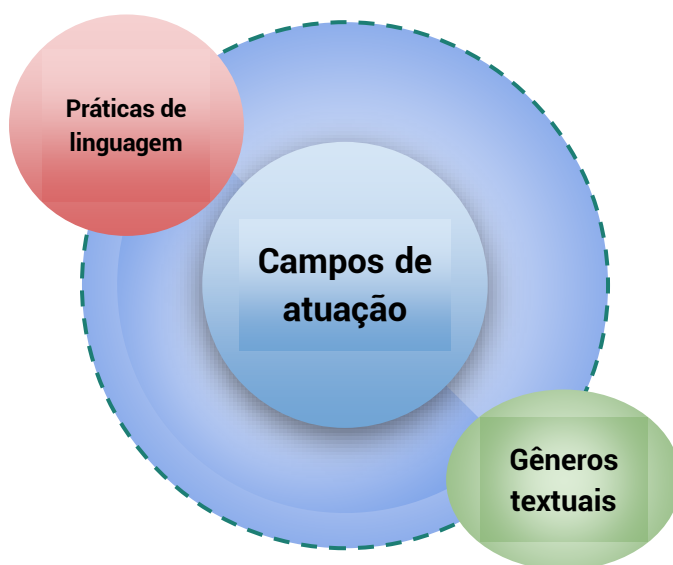 Práticas de
linguagem
Campos de
atuação
Gêneros
textuais